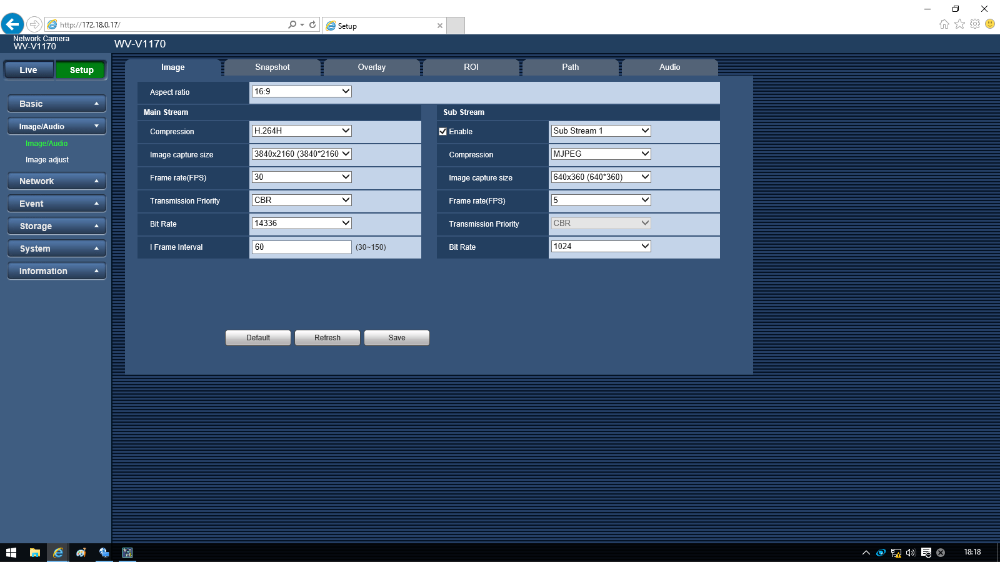 http://172.18.0.17/
Setup
Network Camera
WV-V1170
WV-V1170
Live
Setup
Basic
Image/Audio
Image/Audio
Image adjust
Network
Event
Storage
System
Information
Image
Snapshot
Overlay
ROI
Path
Audio
Aspect ratio
16:9
Main Stream
Compression
H.264H
Image capture size
3840x2160 (3840*2160
Frame rate(FPS)
30
Transmission Priority
CBR
Bit Rate
14336
I Frame Interval
60
(30~150)
Sub Stream
Enable
Sub Stream 1
Compression
MJPEG
Image capture size
640x360 (640*360)
Frame rate(FPS)
5
Transmission Priority
CBR
Bit Rate
1024
Default
Refresh
Save
18:18